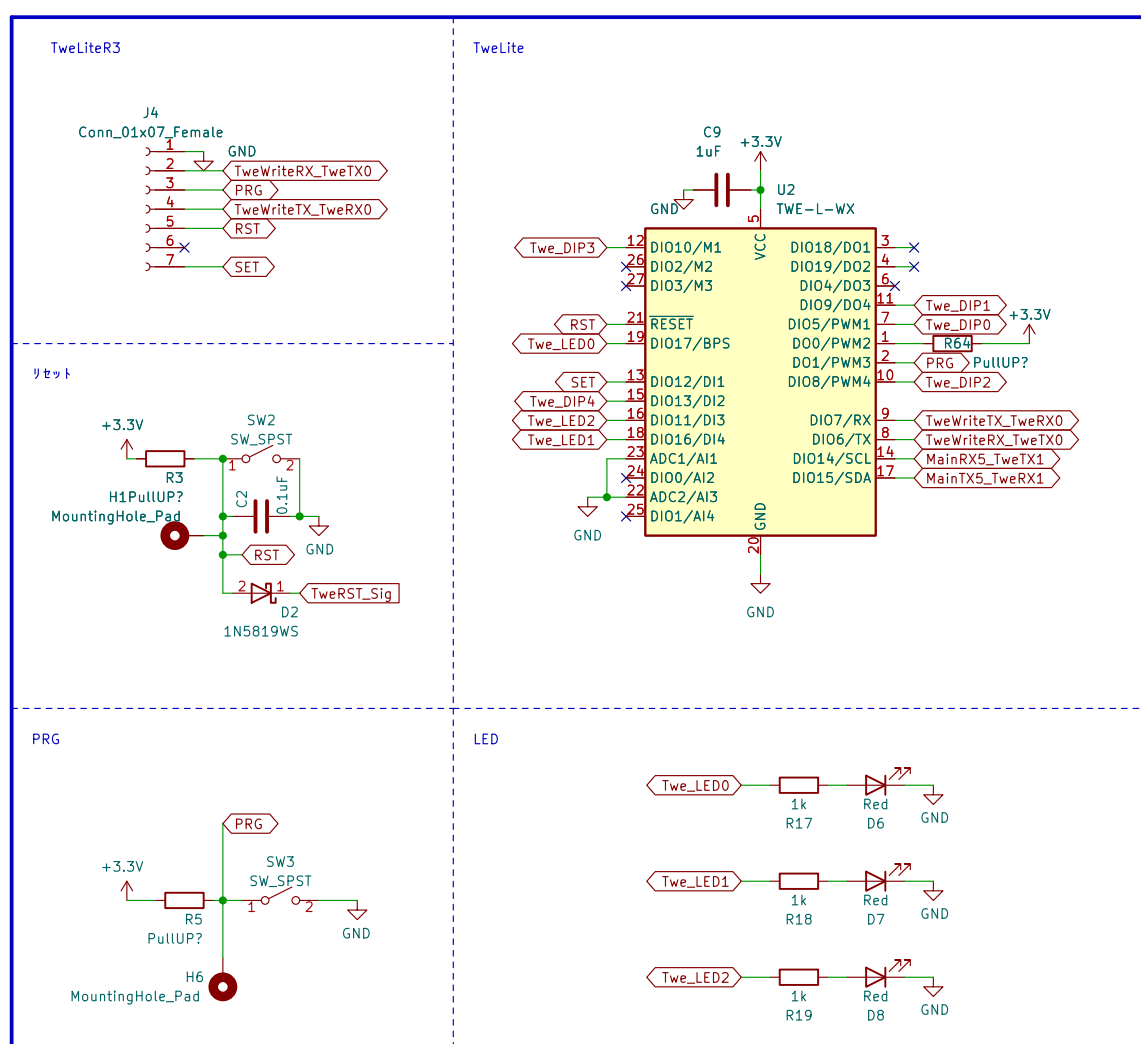 TweLiteR3
J4
Conn_01x07_Female
1
GND
2
TweWriteRX_TweTX0
3
PRG
4
TweWriteTX_TweRX0
5
RST
6
7
SET
リセット
+3.3V
SW2
SW_SPST
1
2
R3
H1PullUP?
MountingHole_Pad
C2
0.1uF
GND
RST
2
1
TweRST_Sig
D2
1N5819WS
PRG
PRG
+3.3V
SW3
SW_SPST
1
2
R5
PullUP?
GND
H6
MountingHole_Pad
TweLite
C9
1uF
+3.3V
GND
U2
TWE-L-WX
5
VCC
Twe_DIP3
12
DIO10/M1
26
DIO2/M2
27
DIO3/M3
RST
21
RESET
Twe_LED0
19
DIO17/BPS
SET
13
DIO12/DI1
Twe_DIP4
15
DIO13/DI2
Twe_LED2
16
DIO11/DI3
Twe_LED1
18
DIO16/DI4
23
ADC1/AI1
24
DIO0/AI2
22
ADC2/AI3
25
DIO1/AI4
GND
DIO18/DO1
3
DIO19/DO2
4
DIO4/DO3
6
DIO9/DO4
11
Twe_DIP1
DIO5/PWM1
7
Twe_DIP0
+3.3V
DO0/PWM2
1
R64
DO1/PWM3
2
PRG
PullUP?
DIO8/PWM4
10
Twe_DIP2
DIO7/RX
9
TweWriteTX_TweRX0
DIO6/TX
8
TweWriteRX_TweTX0
DIO14/SCL
14
MainRX5_TweTX1
DIO15/SDA
17
MainTX5_TweRX1
GND
20
GND
LED
Twe_LED0
1k
R17
Red
D6
GND
Twe_LED1
1k
R18
Red
D7
GND
Twe_LED2
1k
R19
Red
D8
GND